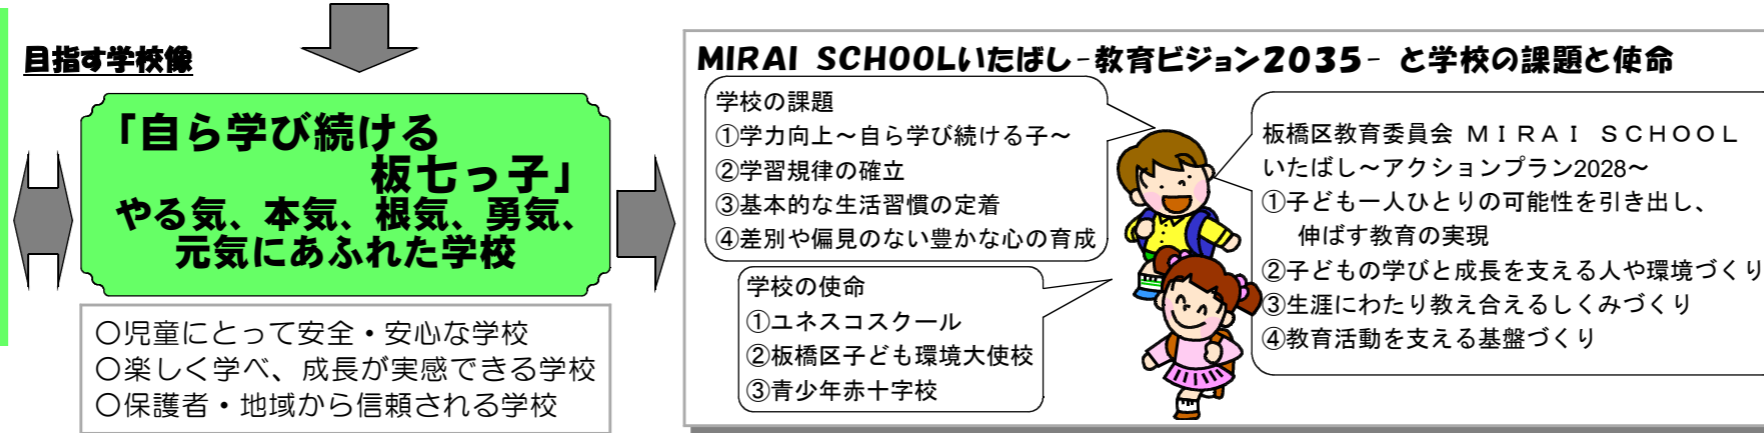 目指す学校像
「自ら学び続ける
板七っ子」
やる気、本気、根気、勇気、
元気にあふれた学校
○児童にとって安全・安心な学校
○楽しく学べ、成長が実感できる学校
○保護者・地域から信頼される学校
MIRAI SCHOOLいたばし-教育ビジョン2035- と学校の課題と使命
学校の課題
①学力向上～自ら学び続ける子～
②学習規律の確立
③基本的な生活習慣の定着
④差別や偏見のない豊かな心の育成
学校の使命
①ユネスコスクール
②板橋区子ども環境大使校
③青少年赤十字校
板橋区教育委員会 ＭＩＲＡＩ ＳＣＨＯＯＬ
いたばし～アクションプラン2028～
①子ども一人ひとりの可能性を引き出し、
伸ばす教育の実現
②子どもの学びと成長を支える人や環境づくり
③生涯にわたり教え合えるしくみづくり
④教育活動を支える基盤づくり